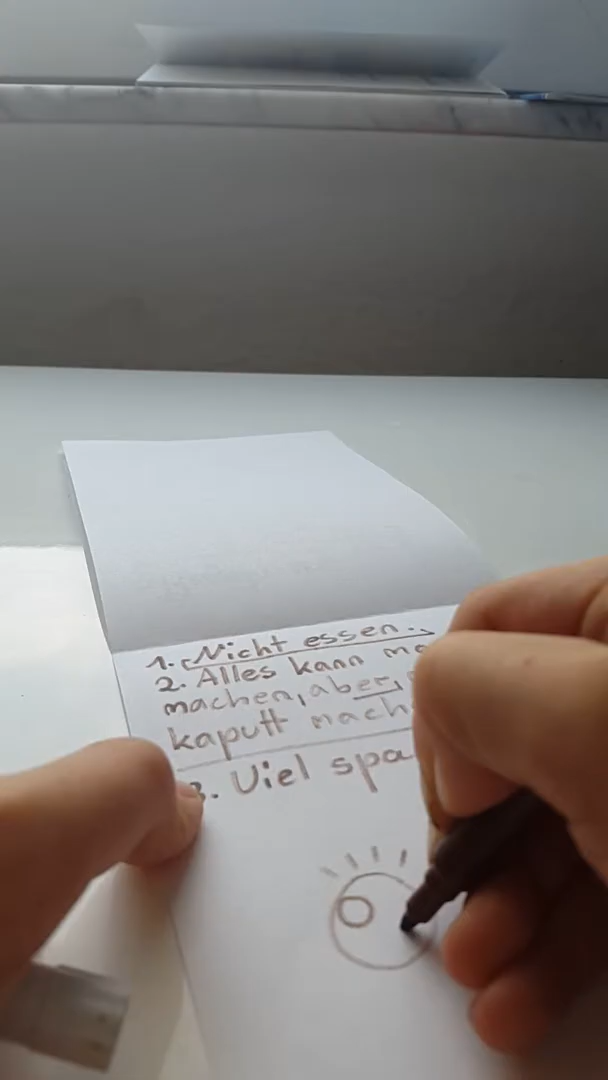 1. Nicht essen.
2. Alles kann
machen, aber,
kaputt
3. Viel